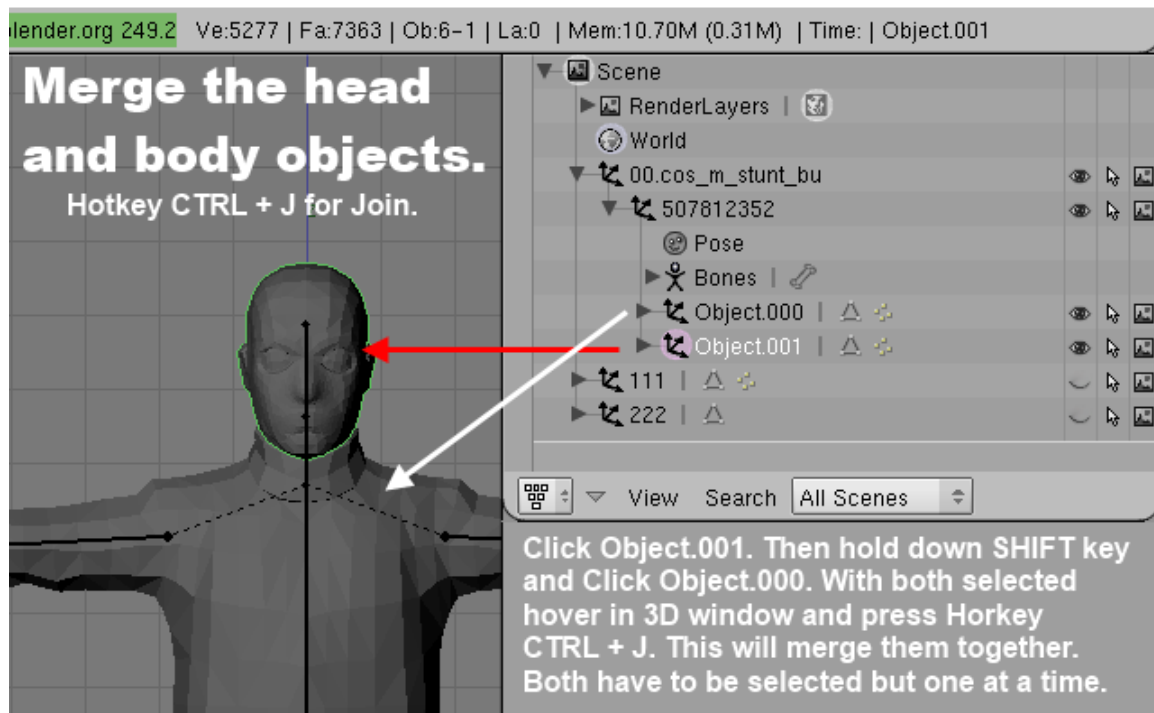 lender.org 249.2 Ve:5277 | Fa:7363 | Ob:6-1 | La:0 | Mem:10.70M (0.31M) | Time: | Object.001
Merge the head
and body objects.
Hotkey CTRL + J for Join.
Scene
RenderLayers |
World
00.cos_m_stunt_bu
507812352
Pose
Bones |
Object.000 |
Object.001 |
111 |
222 |
View Search All Scenes
Click Object.001. Then hold down SHIFT key
and Click Object.000. With both selected
hover in 3D window and press Horkey
CTRL + J. This will merge them together.
Both have to be selected but one at a time.